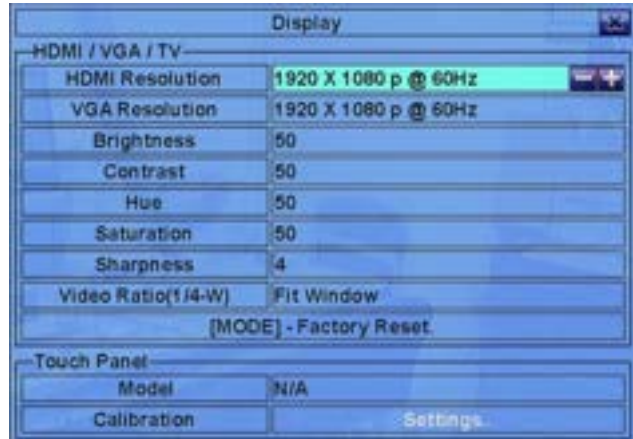 Display
HDMI / VGA / TV
HDMI Resolution 1920 X 1080 p @ 60Hz
VGA Resolution 1920 X 1080 p @ 60Hz
Brightness 50
Contrast 50
Hue 50
Saturation 50
Sharpness 4
Video Ratio(1/4-W) Fit Window
[MODE] - Factory Reset
Touch Panel
Model N/A
Calibration Settings..